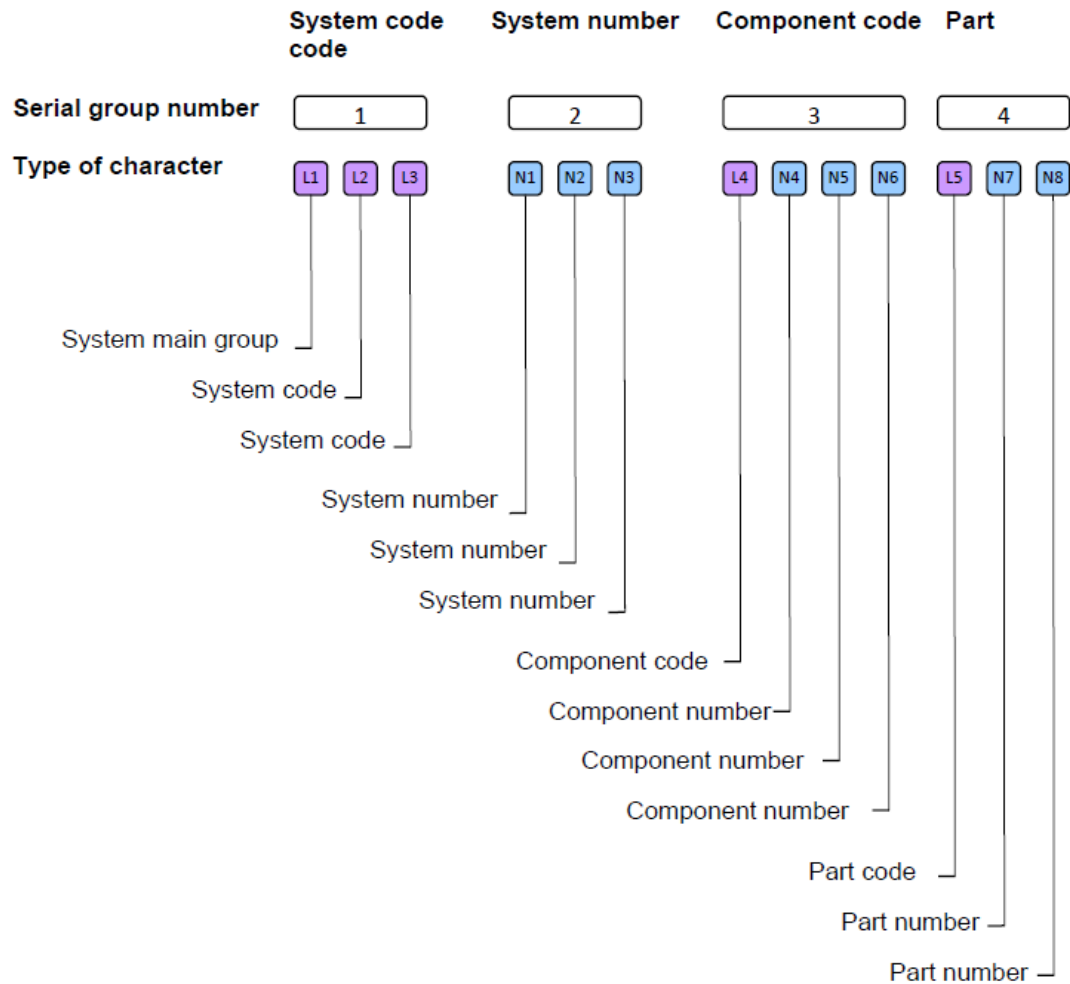 System code System number Component code Part
code
Serial group number 1 2 3 4
Type of character L1 L2 L3 N1 N2 N3 L4 N4 N5 N6 L5 N7 N8
System main group
System code
System code
System number
System number
System number
Component code
Component number
Component number
Component number
Part code
Part number
Part number